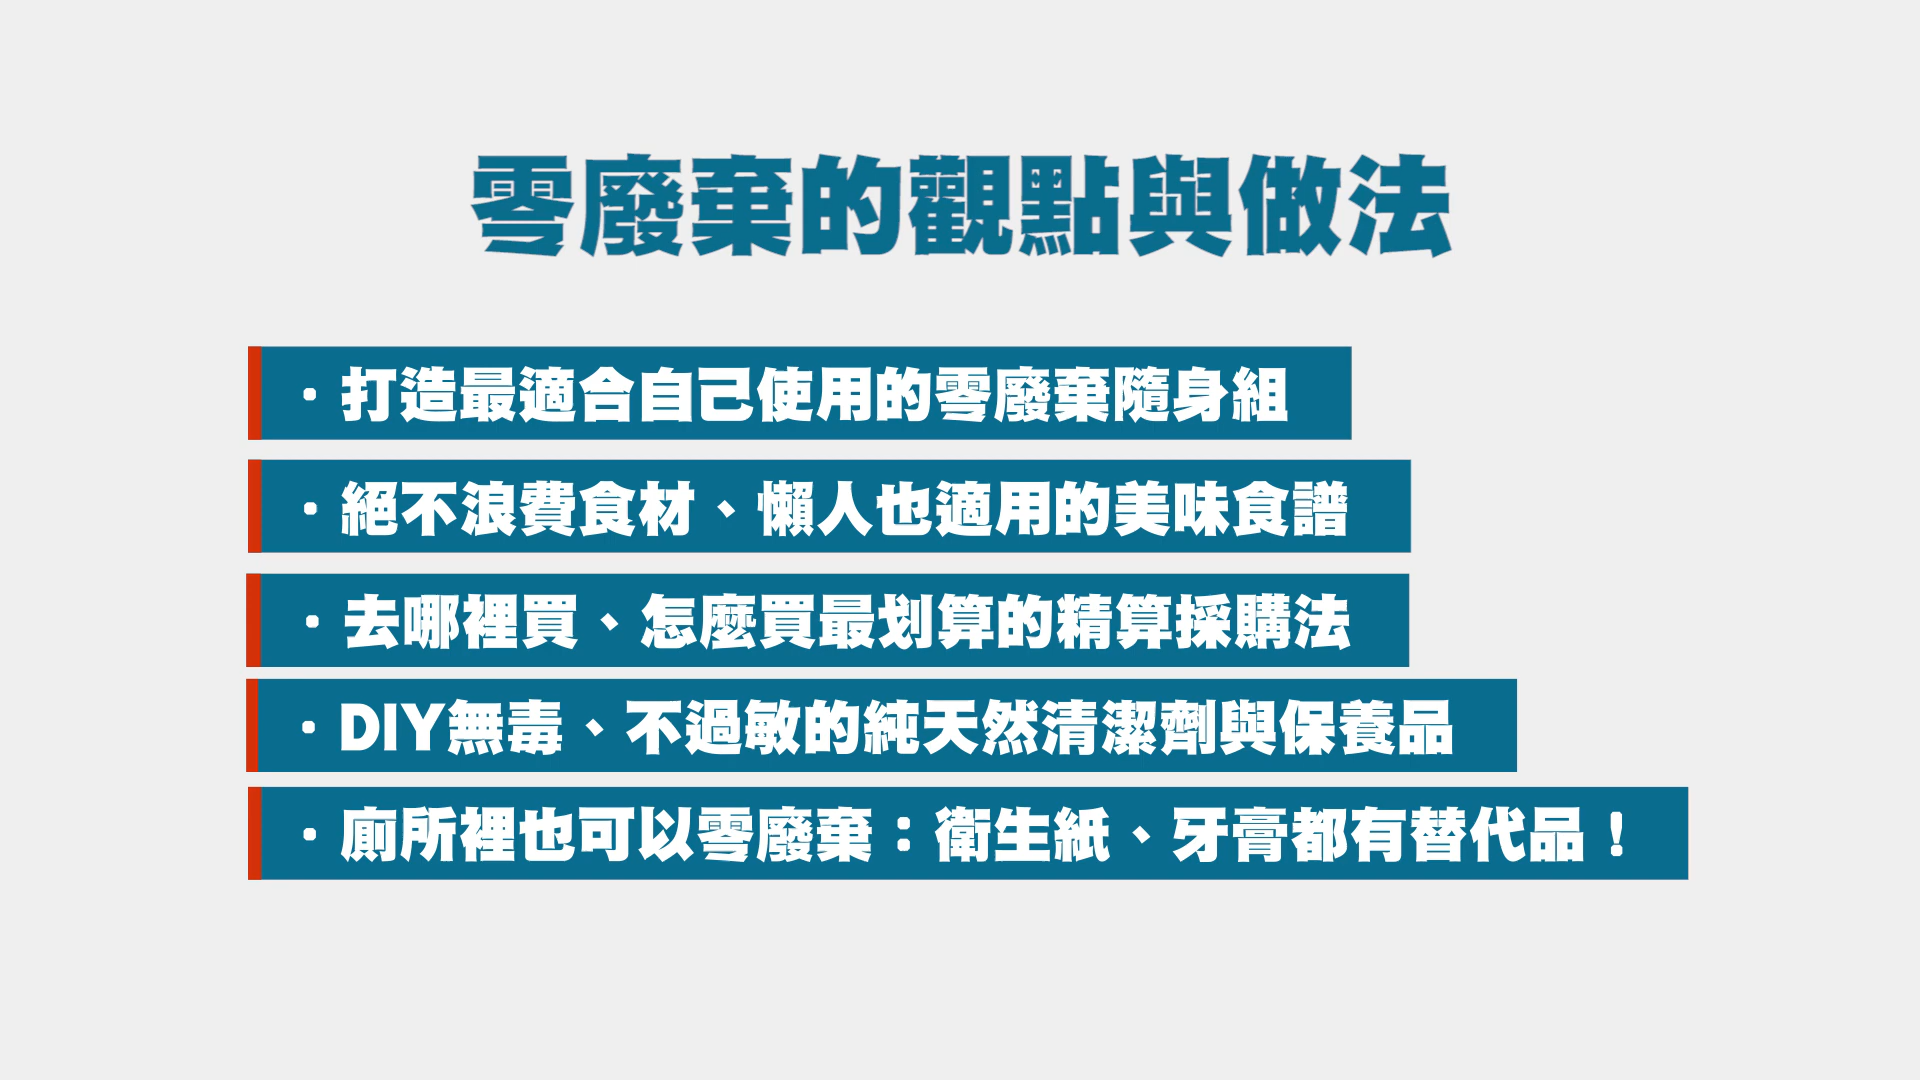 零廢棄的觀點與做法
·打造最適合自己使用的零廢棄隨身組
·絕不浪費食材、懶人也適用的美味食譜
·去哪裡買、怎麼買最划算的精算採購法
·DIY無毒、不過敏的純天然清潔劑與保養品
·廁所裡也可以零廢棄：衛生紙、牙膏都有替代品！